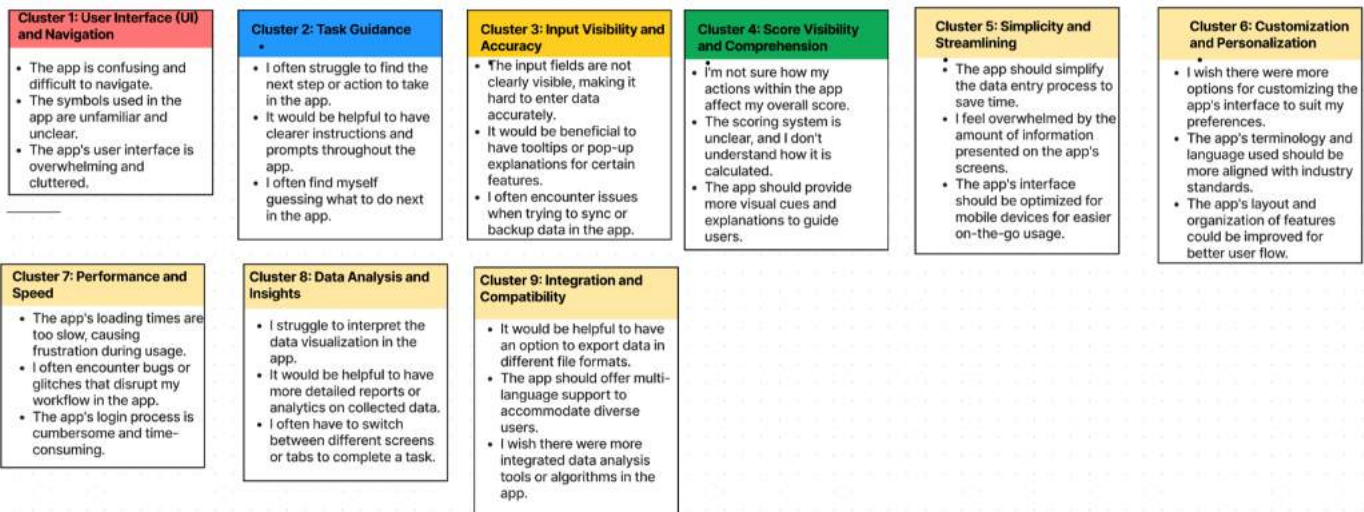 Cluster 1: User Interface (UI)
and Navigation
• The app is confusing and
difficult to navigate.
• The symbols used in the
app are unfamiliar and
unclear.
• The app's user interface is
overwhelming and
cluttered.
Cluster 2: Task Guidance
•
• I often struggle to find the
next step or action to take
in the app.
• It would be helpful to have
clearer instructions and
prompts throughout the
app.
• I often find myself
guessing what to do next
in the app.
Cluster 3: Input Visibility and
Accuracy
• ¶The input fields are not
clearly visible, making it
hard to enter data
accurately.
• It would be beneficial to
have tooltips or pop-up
explanations for certain
features.
• I often encounter issues
when trying to sync or
backup data in the app.
Cluster 4: Score Visibility
and Comprehension
•
• I'm not sure how my
actions within the app
affect my overall score.
• The scoring system is
unclear, and I don't
understand how it is
calculated.
• The app should provide
more visual cues and
explanations to guide
users.
Cluster 5: Simplicity and
Streamlining
•
• The app should simplify
the data entry process to
save time.
• I feel overwhelmed by the
amount of information
presented on the app's
screens.
• The app's interface
should be optimized for
mobile devices for easier
on-the-go usage.
Cluster 6: Customization
and Personalization
•
• I wish there were more
options for customizing the
app's interface to suit my
preferences.
• The app's terminology and
language used should be
more aligned with industry
standards.
• The app's layout and
organization of features
could be improved for
better user flow.
Cluster 7: Performance and
Speed
• The app's loading times are
too slow, causing
frustration during usage.
• I often encounter bugs or
glitches that disrupt my
workflow in the app.
• The app's login process is
cumbersome and time-
consuming.
Cluster 8: Data Analysis and
Insights
• I struggle to interpret the
data visualization in the
app.
• It would be helpful to have
more detailed reports or
analytics on collected data.
• I often have to switch
between different screens
or tabs to complete a task.
Cluster 9: Integration and
Compatibility
• It would be helpful to have
an option to export data in
different file formats.
• The app should offer multi-
language support to
accommodate diverse
users.
• I wish there were more
integrated data analysis
tools or algorithms in the
app.